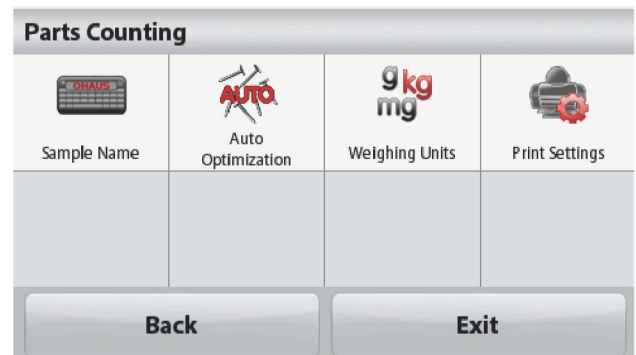 Parts Counting
OHAUS
AUTO
g kg
mg
Sample Name
Auto
Optimization
Weighing Units
Print Settings
Back
Exit